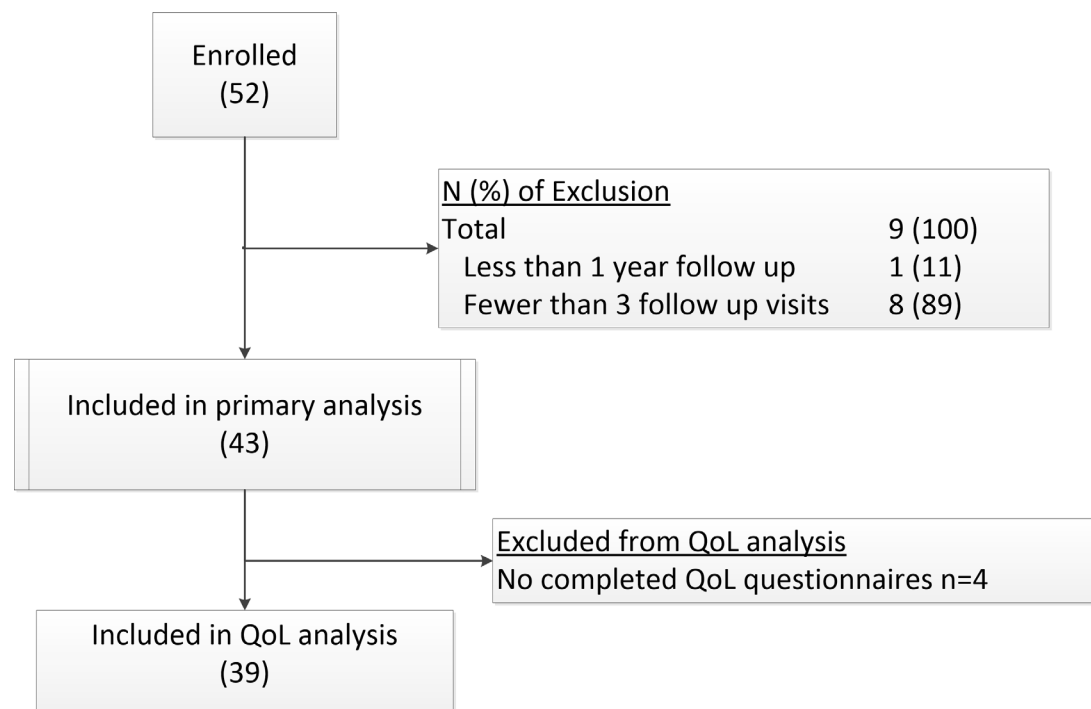 Enrolled
(52)
N (%) of Exclusion
Total 9 (100)
Less than 1 year follow up 1 (11)
Fewer than 3 follow up visits 8 (89)
Included in primary analysis
(43)
Excluded from QoL analysis
No completed QoL questionnaires n=4
Included in QoL analysis
(39)